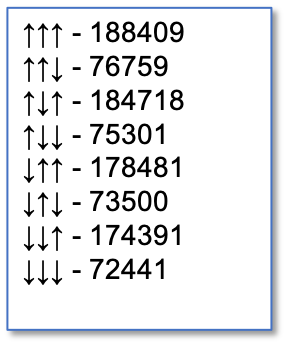 ↑↑↑ - 188409
↑↑↓ - 76759
↑↓↑ - 184718
↑↓↓ - 75301
↓↑↑ - 178481
↓↑↓ - 73500
↓↓↑ - 174391
↓↓↓ - 72441